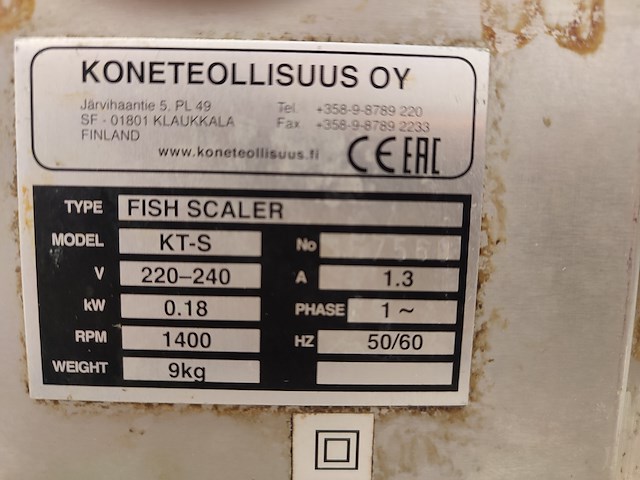 KONETEOLLISUUS OY
Järvihaantie 5, PL 49 Tel. +358-9-8789 220
SF - 01801 KLAUKKALA Fax +358-9-8789 2233
FINLAND
www.koneteollisuus.fi CE EAC
TYPE FISH SCALER
MODEL KT-S No
V 220–240 A 1.3
kW 0.18 PHASE 1 ~
RPM 1400 HZ 50/60
WEIGHT 9kg